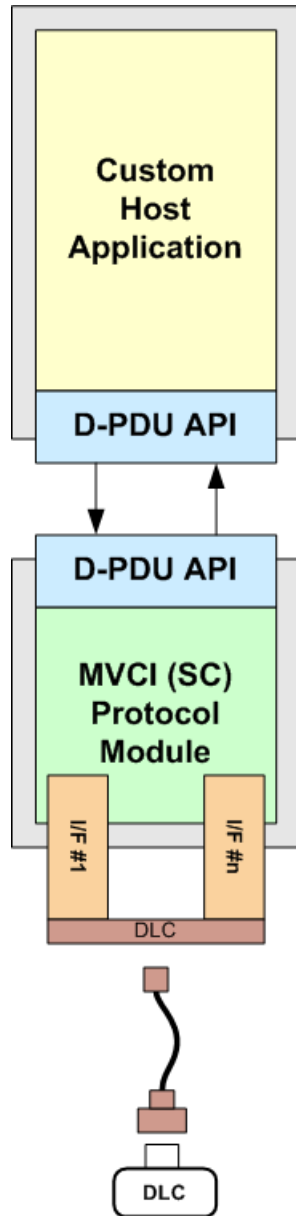 Custom
Host
Application
D-PDU API
D-PDU API
MVCI (SC)
Protocol
Module
I/F #1
I/F #n
DLC
DLC